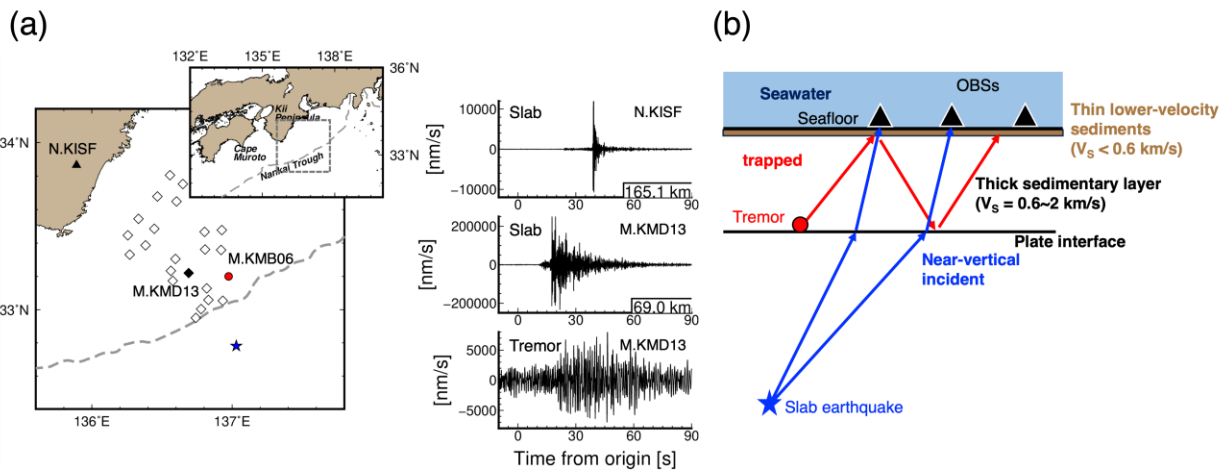 (a)
132˚E
135˚E
138˚E
36˚N
33˚N
Kii
Peninsula
Cape
Muroto
Nankai Trough
34˚N
33˚N
136˚E
137˚E
N.KISF
M.KMB06
M.KMD13
Slab
N.KISF
10000
0
−10000
[nm/s]
165.1 km
Slab
M.KMD13
200000
0
−200000
[nm/s]
69.0 km
Tremor
M.KMD13
5000
0
−5000
[nm/s]
0
30
60
90
0
30
60
90
0
30
60
90
Time from origin [s]
(b)
OBSs
Seawater
Seafloor
Thin lower-velocity
sediments
(VS < 0.6 km/s)
trapped
Thick sedimentary layer
(VS = 0.6~2 km/s)
Tremor
Plate interface
Near-vertical
incident
Slab earthquake